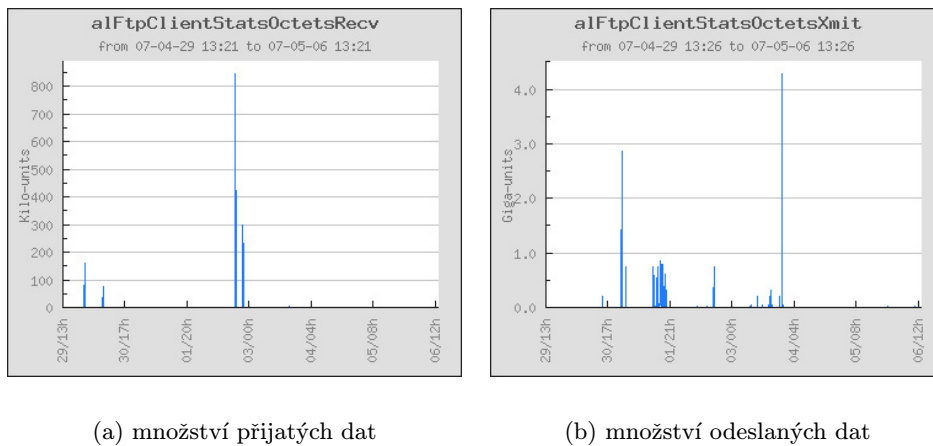 alFtpClientStatsOctetsRecv
from 07-04-29 13:21 to 07-05-06 13:21
Kilo-units
800
700
600
500
400
300
200
100
0
29/13h
30/17h
01/20h
03/00h
04/04h
05/08h
06/12h
(a) množství přijatých dat
alFtpClientStatsOctetsXmit
from 07-04-29 13:26 to 07-05-06 13:26
Giga-units
4.0
3.0
2.0
1.0
0.0
29/13h
30/17h
01/21h
03/00h
04/04h
05/08h
06/12h
(b) množství odeslaných dat